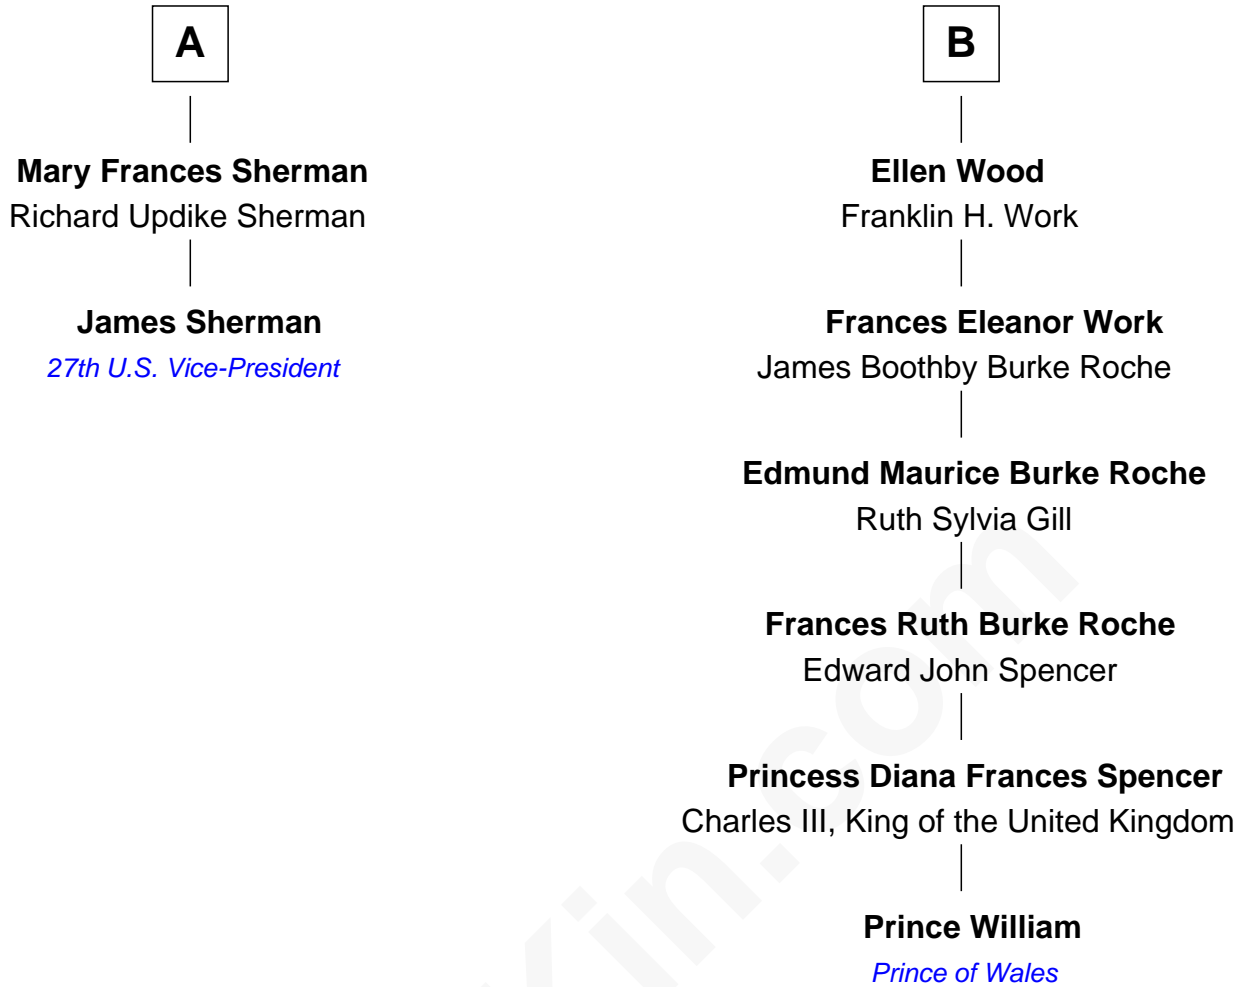 A
Mary Frances Sherman
Richard Updike Sherman
James Sherman
27th U.S. Vice-President
B
Ellen Wood
Franklin H. Work
Frances Eleanor Work
James Boothby Burke Roche
Edmund Maurice Burke Roche
Ruth Sylvia Gill
Frances Ruth Burke Roche
Edward John Spencer
Princess Diana Frances Spencer
Charles III, King of the United Kingdom
Prince William
Prince of Wales
Kin.com